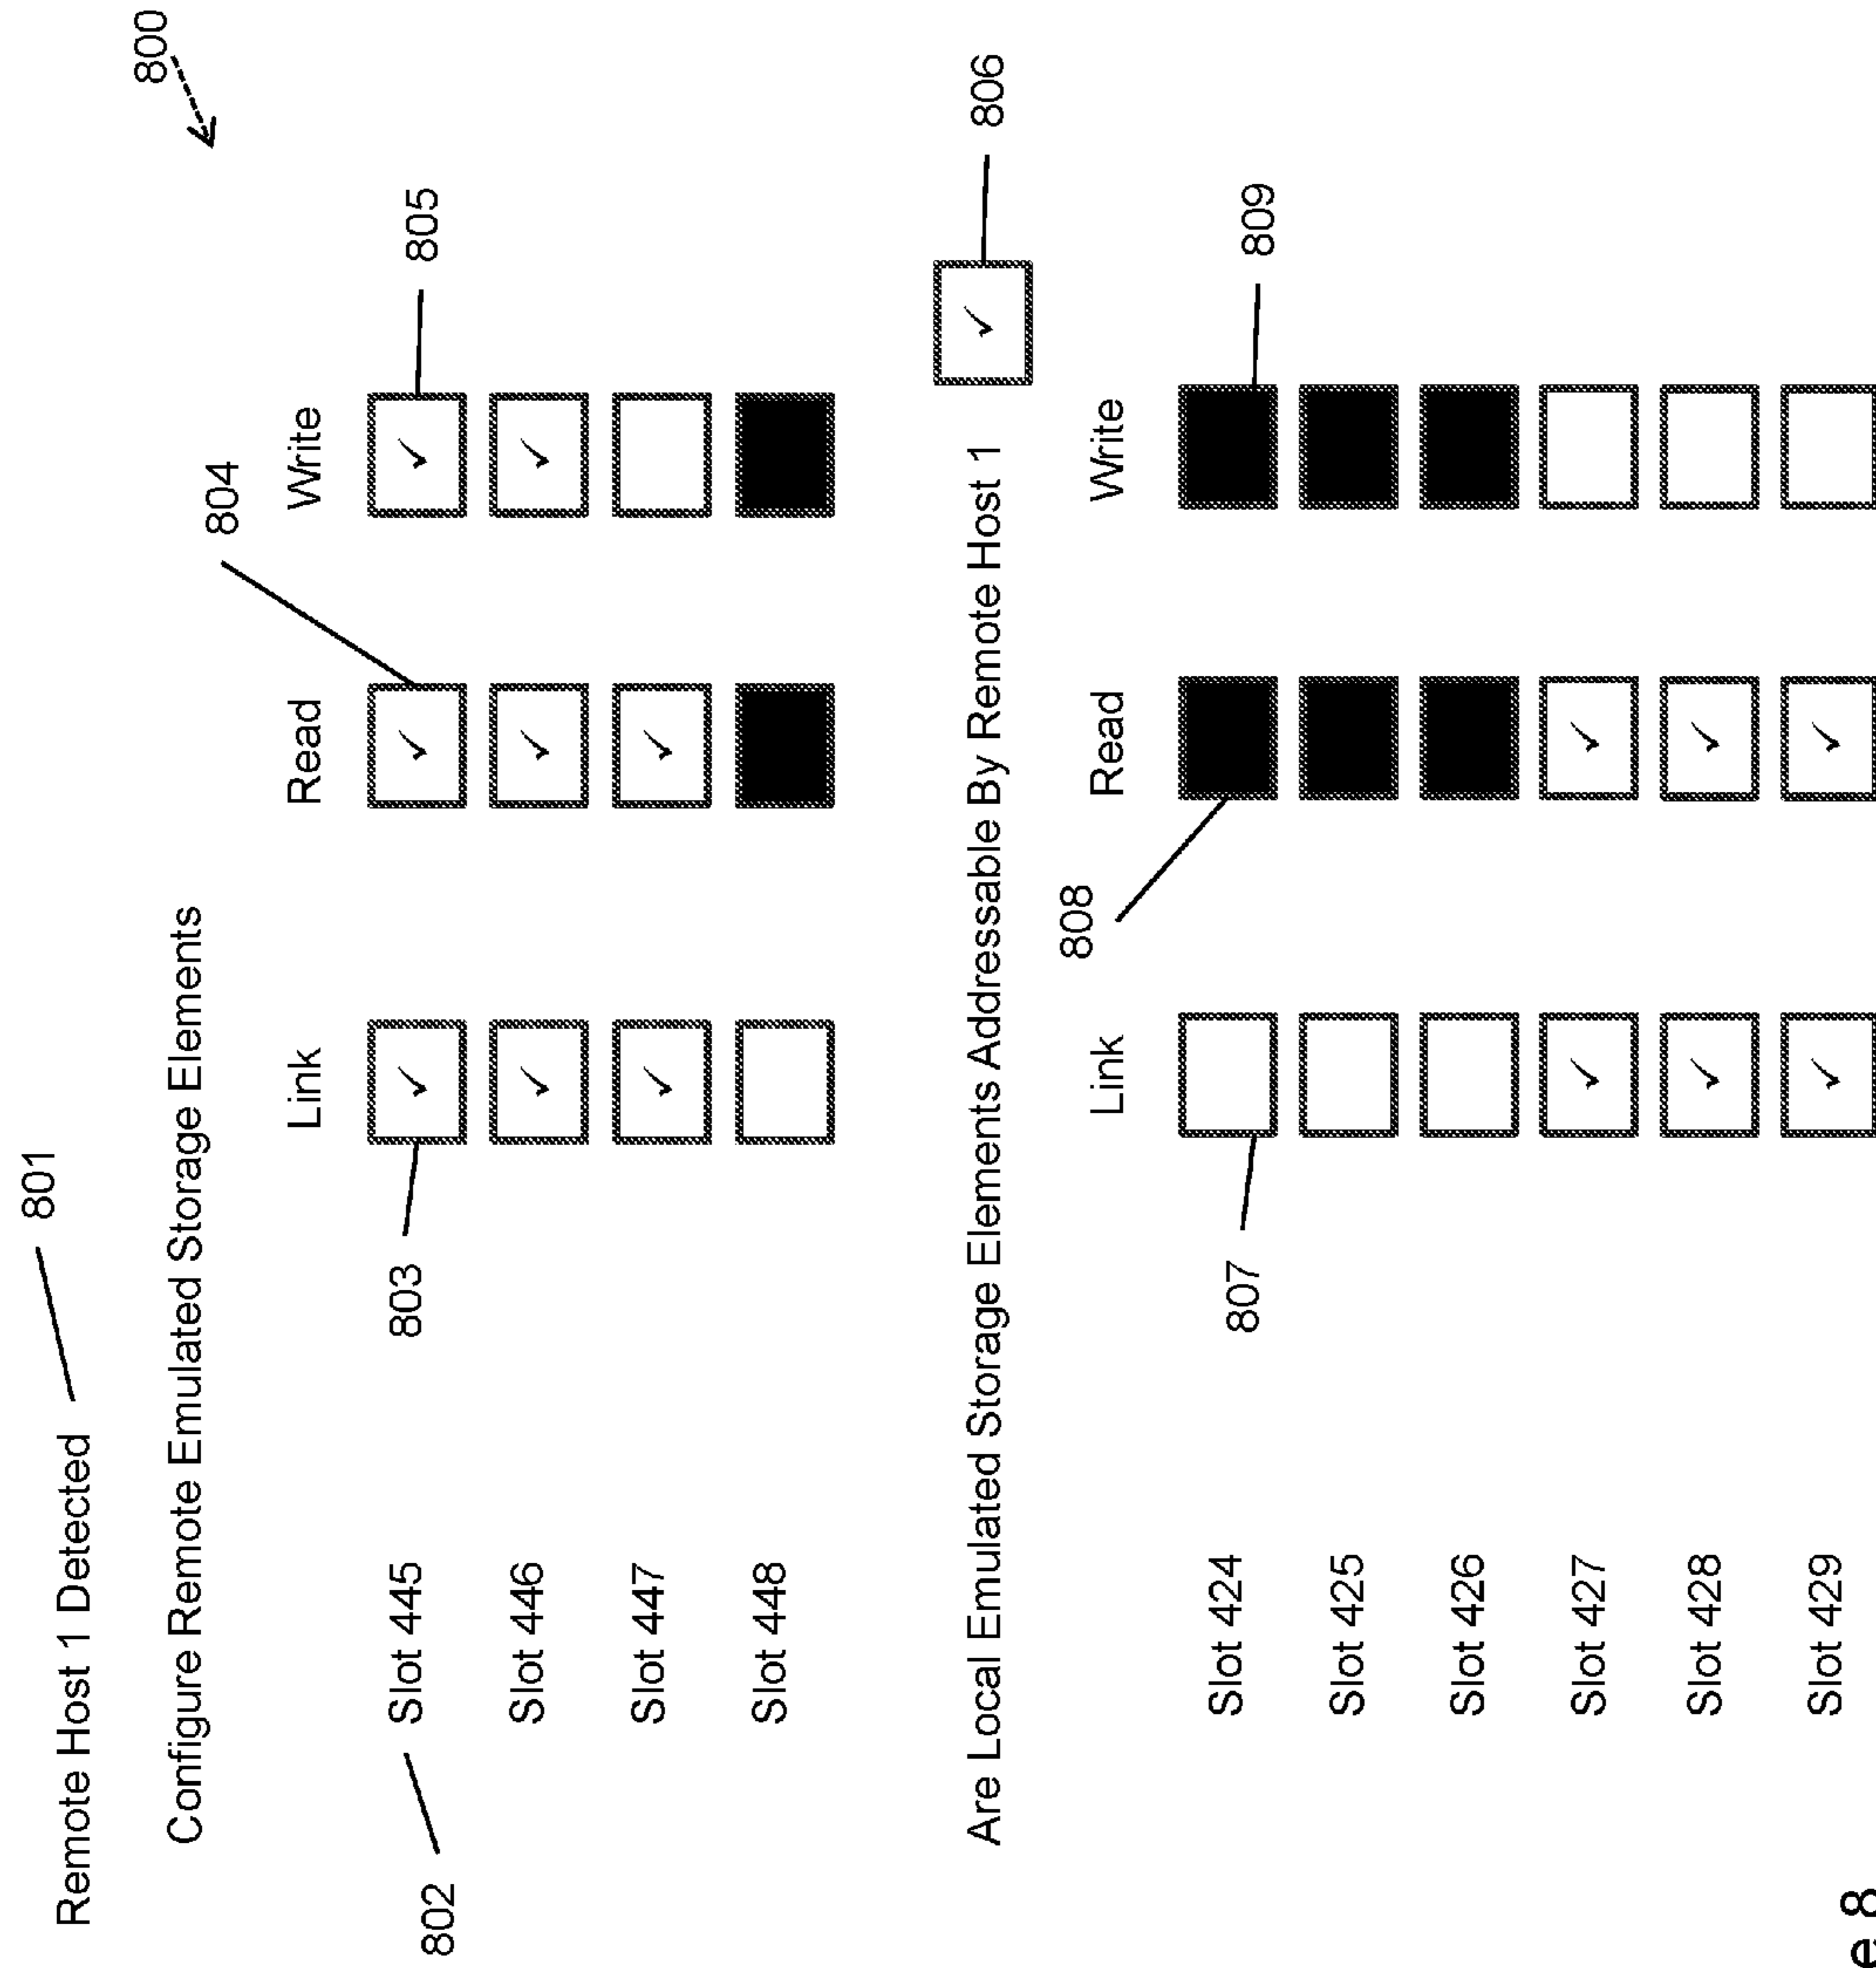 800
801
Remote Host 1 Detected
Configure Remote Emulated Storage Elements
804
Link Read Write
802 Slot 445 803 ✓ ✓ ✓ 805
Slot 446 ✓ ✓ ✓
Slot 447 ✓ ✓
Slot 448
Are Local Emulated Storage Elements Addressable By Remote Host 1 ✓ 806
808
Link Read Write
Slot 424 807 809
Slot 425
Slot 426
Slot 427 ✓ ✓
Slot 428 ✓ ✓
Slot 429 ✓ ✓
e 8